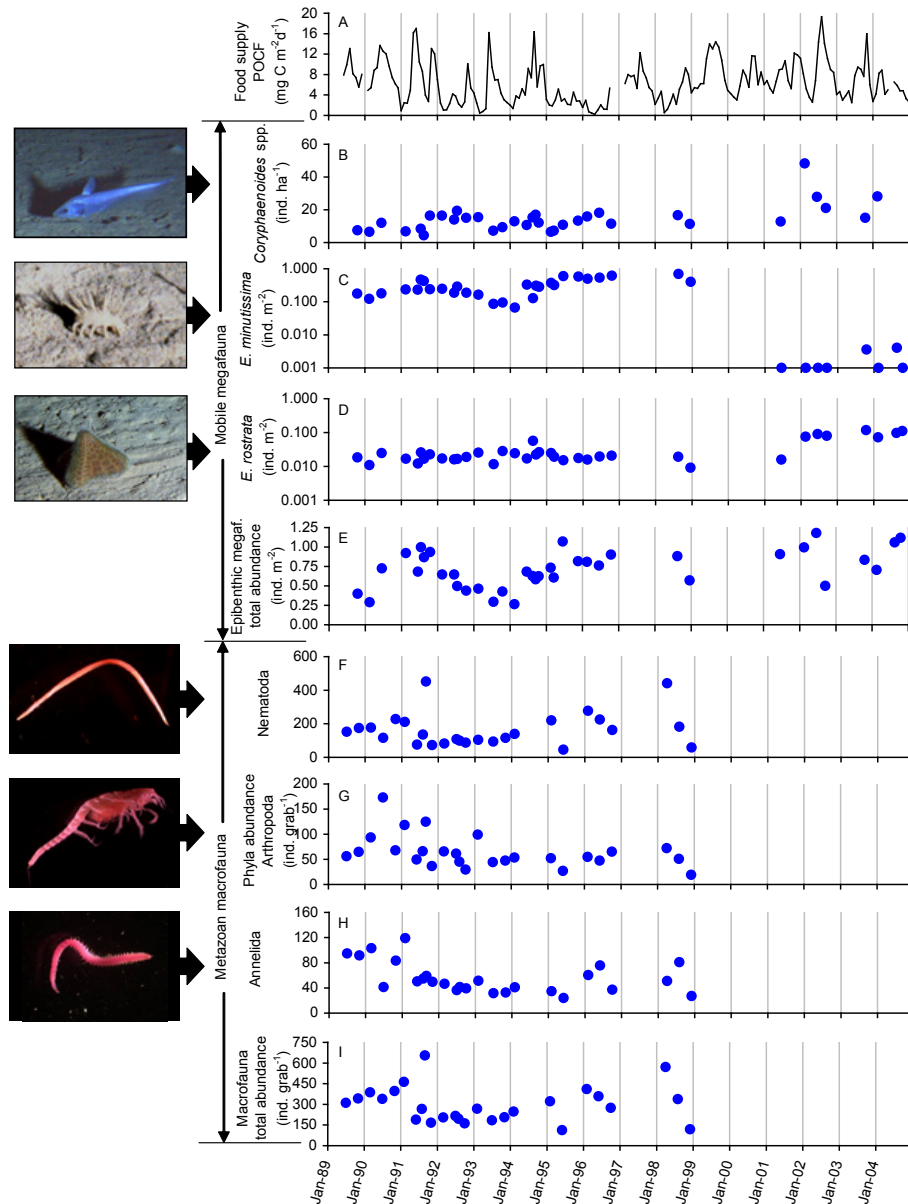 A
Food supply
POCF
(mg C m⁻²d⁻¹)
20
16
12
8
4
0
B
Coryphaenoides spp.
(ind. ha⁻¹)
60
40
20
0
C
E. minutissima
(ind. m⁻²)
1.000
0.100
0.010
0.001
D
E. rostrata
(ind. m⁻²)
1.000
0.100
0.010
0.001
Mobile megafauna
E
Epibenthic megaf.
total abundance
(ind. m⁻²)
1.25
1.00
0.75
0.50
0.25
0.00
F
Nematoda
600
400
200
0
G
Phyla abundance
Arthropoda
(ind. grab⁻¹)
200
150
100
50
0
H
Annelida
160
120
80
40
0
Metazoan macrofauna
I
Macrofauna
total abundance
(ind. grab⁻¹)
750
600
450
300
150
0
Jan-89
Jan-90
Jan-91
Jan-92
Jan-93
Jan-94
Jan-95
Jan-96
Jan-97
Jan-98
Jan-99
Jan-00
Jan-01
Jan-02
Jan-03
Jan-04